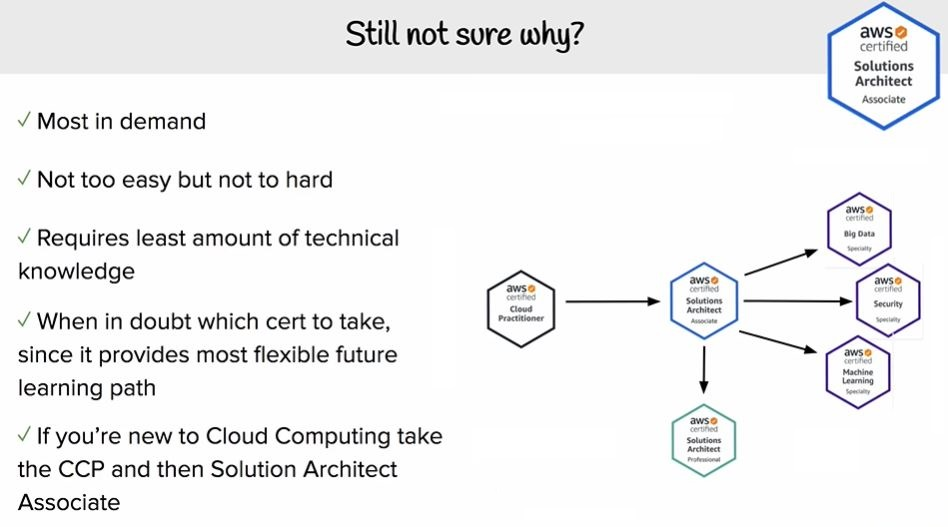 Still not sure why?
aws
certified
Solutions
Architect
Associate
✓ Most in demand
✓ Not too easy but not to hard
✓ Requires least amount of technical
knowledge
✓ When in doubt which cert to take,
since it provides most flexible future
learning path
✓ If you’re new to Cloud Computing take
the CCP and then Solution Architect
Associate
aws
certified
Cloud
Practitioner
aws
certified
Solutions
Architect
Associate
aws
certified
Big Data
Specialty
aws
certified
Security
Specialty
aws
certified
Machine
Learning
Specialty
aws
certified
Solutions
Architect
Professional